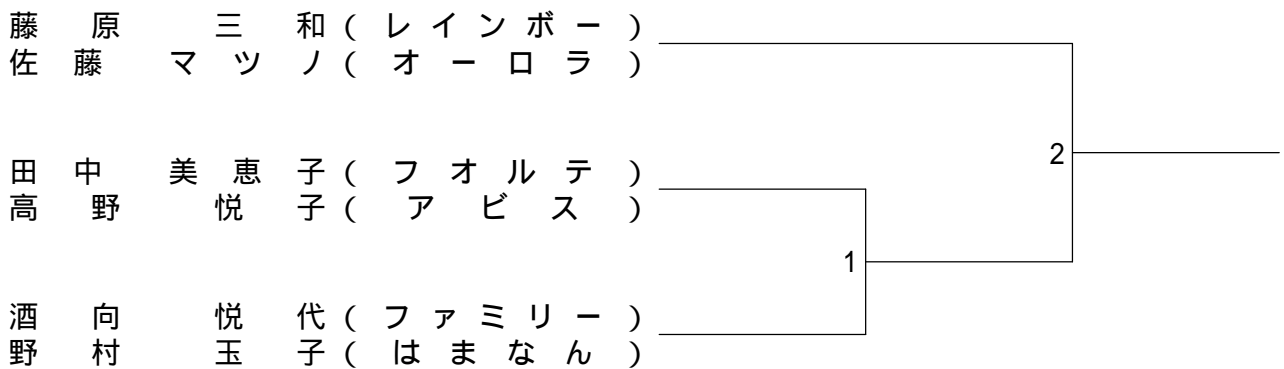 藤原 三和(レインボー)
佐藤 マツノ(オーロラ)
2
田中 美恵子(フオルテ)
高野 悦子(アビス)
1
酒向 悦代(ファミリー)
野村 玉子(はまなん)